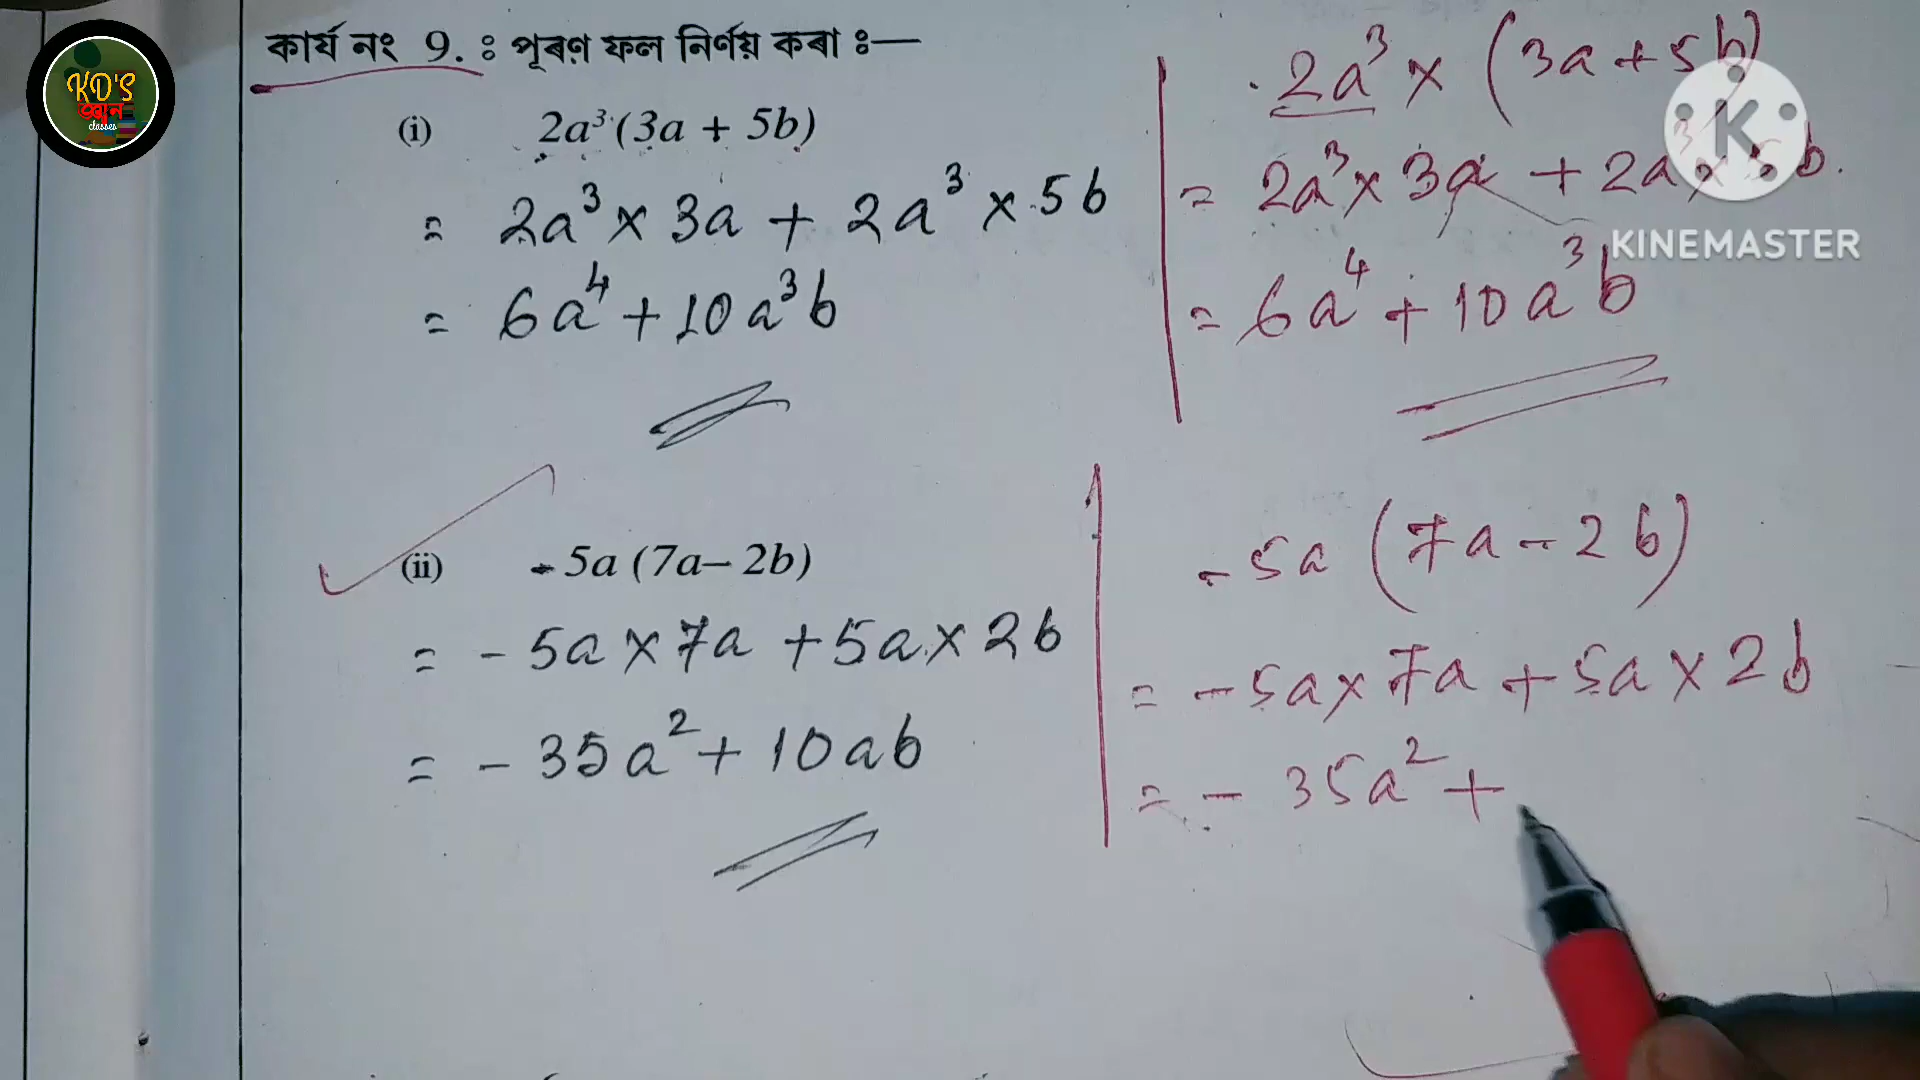 KD'S
জ্ঞান
classes
কাৰ্য নং 9. ঃ পূৰণ ফল নিৰ্ণয় কৰা ঃ—
(i) 2a³ (3a + 5b)
= 2a³ × 3a + 2a³ × 5b
= 6a⁴ + 10a³b
(ii) - 5a (7a – 2b)
= - 5a × 7a + 5a × 2b
= - 35a² + 10ab
2a³ × (3a + 5b)
= 2a³ × 3a + 2a³ × 5b.
= 6a⁴ + 10a³b
K
KINEMASTER
- 5a (7a - 2b)
= - 5a × 7a + 5a × 2b
= - 35a² +